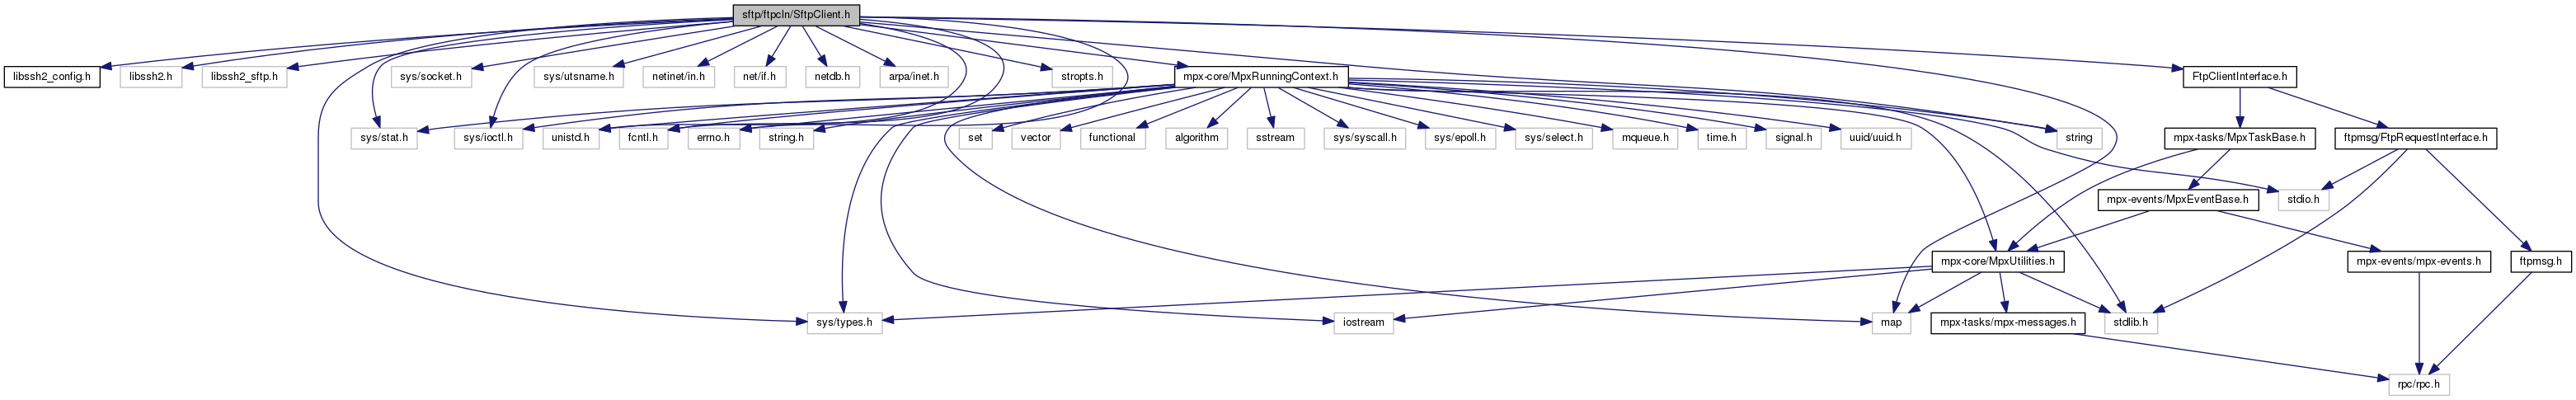 sftp/ftpcln/SftpClient.h
libssh2_config.h
libssh2.h
libssh2_sftp.h
sys/socket.h
sys/utsname.h
netinet/in.h
net/if.h
netdb.h
arpa/inet.h
stropts.h
mpx-core/MpxRunningContext.h
FtpClientInterface.h
sys/stat.h
sys/ioctl.h
unistd.h
fcntl.h
errno.h
string.h
set
vector
functional
algorithm
sstream
sys/syscall.h
sys/epoll.h
sys/select.h
mqueue.h
time.h
signal.h
uuid/uuid.h
string
mpx-tasks/MpxTaskBase.h
ftpmsg/FtpRequestInterface.h
mpx-events/MpxEventBase.h
stdio.h
mpx-core/MpxUtilities.h
mpx-events/mpx-events.h
ftpmsg.h
sys/types.h
iostream
map
mpx-tasks/mpx-messages.h
stdlib.h
rpc/rpc.h